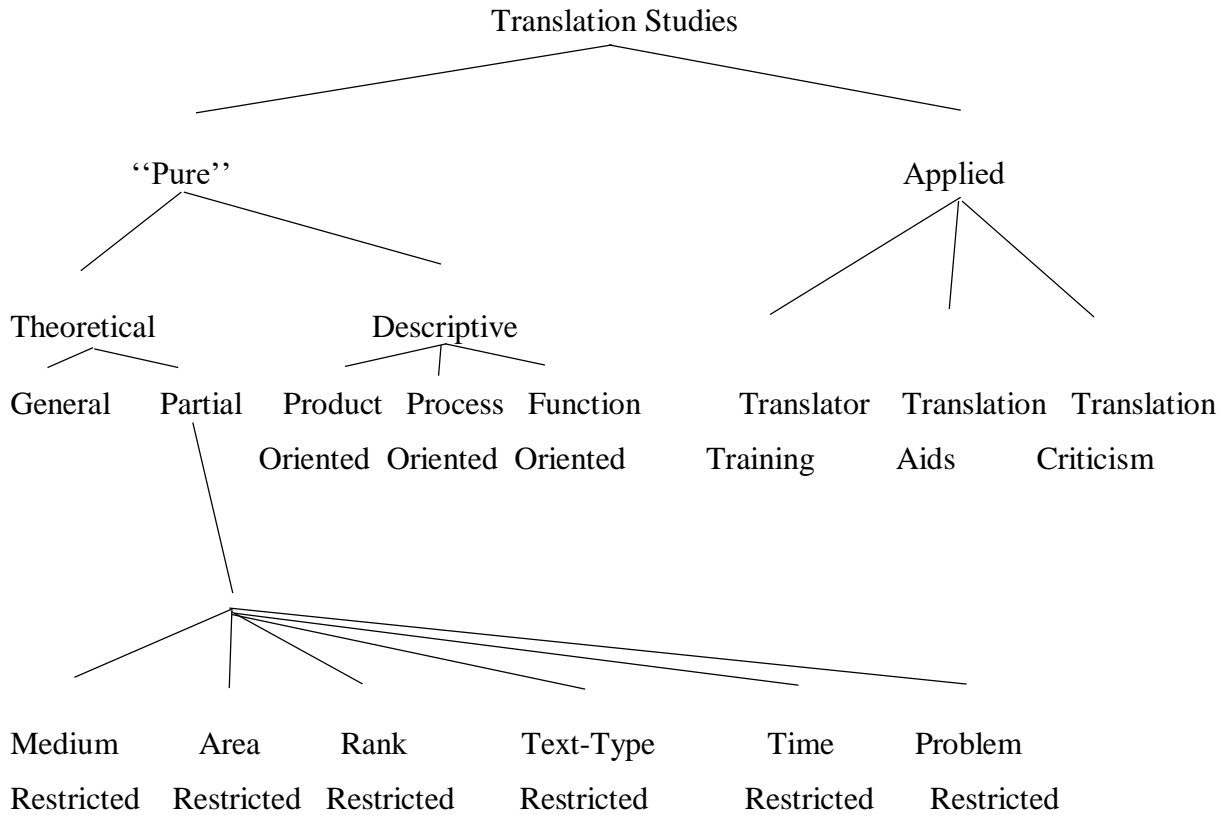 Translation Studies
‘‘Pure’’ Applied
Theoretical Descriptive
General Partial Product Process Function Translator Translation Translation
Oriented Oriented Oriented Training Aids Criticism
Medium Area Rank Text-Type Time Problem
Restricted Restricted Restricted Restricted Restricted Restricted